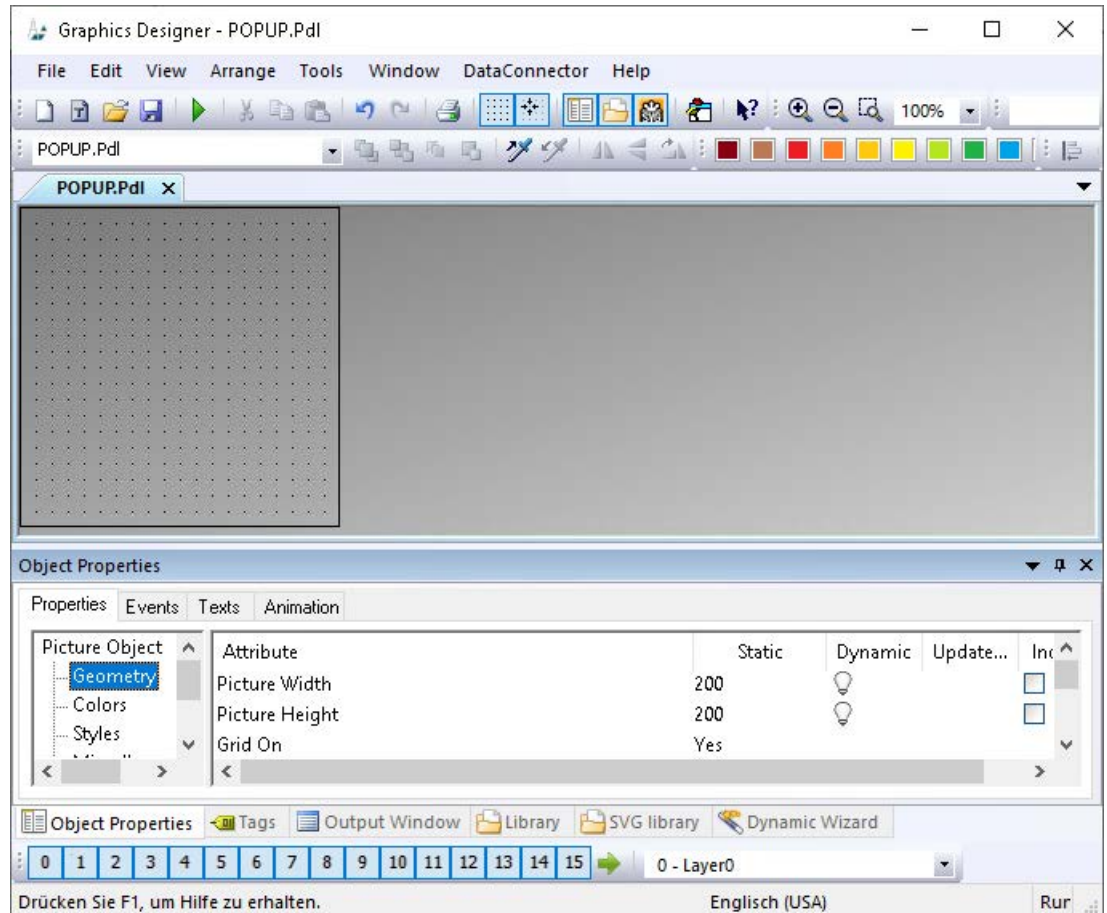 Graphics Designer - POPUP.Pdl
File Edit View Arrange Tools Window DataConnector Help
100%
POPUP.Pdl
POPUP.Pdl
Object Properties
Properties Events Texts Animation
Picture Object
Geometry
Colors
Styles
Attribute Static Dynamic Update...
Picture Width 200
Picture Height 200
Grid On Yes
Object Properties Tags Output Window Library SVG library Dynamic Wizard
0 1 2 3 4 5 6 7 8 9 10 11 12 13 14 15 0 - Layer0
Drücken Sie F1, um Hilfe zu erhalten. Englisch (USA)